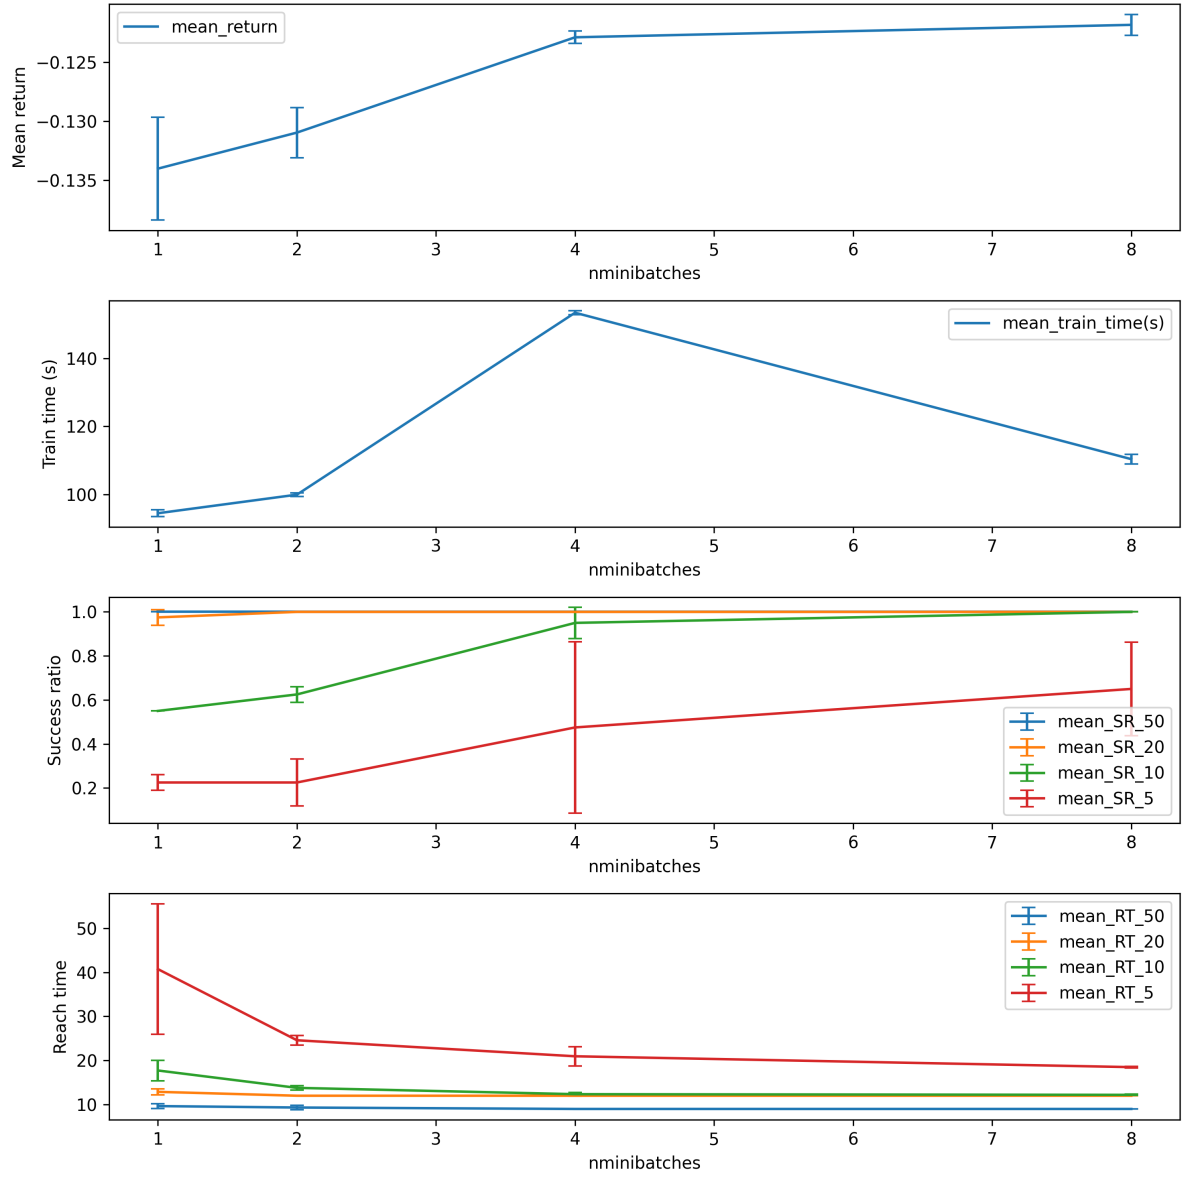 mean_return
Mean return
−0.125
−0.130
−0.135
1 2 3 4 5 6 7 8
nminibatches
mean_train_time(s)
Train time (s)
140
120
100
1 2 3 4 5 6 7 8
nminibatches
Success ratio
1.0
0.8
0.6
0.4
0.2
mean_SR_50
mean_SR_20
mean_SR_10
mean_SR_5
1 2 3 4 5 6 7 8
nminibatches
Reach time
50
40
30
20
10
mean_RT_50
mean_RT_20
mean_RT_10
mean_RT_5
1 2 3 4 5 6 7 8
nminibatches